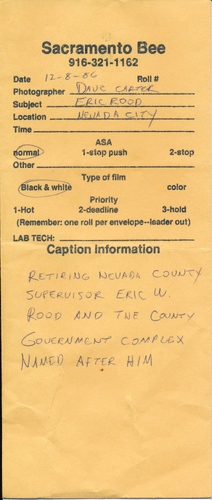 Sacramento Bee
916-321-1162
Date 12-8-86 Roll #
Photographer DAVE CARTER
Subject ERIC ROOD
Location NEVADA CITY
Time
ASA
normal 1-stop push 2-stop
Other
Type of film
Black & white color
Priority
1-Hot 2-deadline 3-hold
(Remember: one roll per envelope--leader out)
LAB TECH:
Caption Information
RETIRING NEVADA COUNTY
SUPERVISOR ERIC W.
ROOD AND THE COUNTY
GOVERNMENT COMPLEX
NAMED AFTER HIM